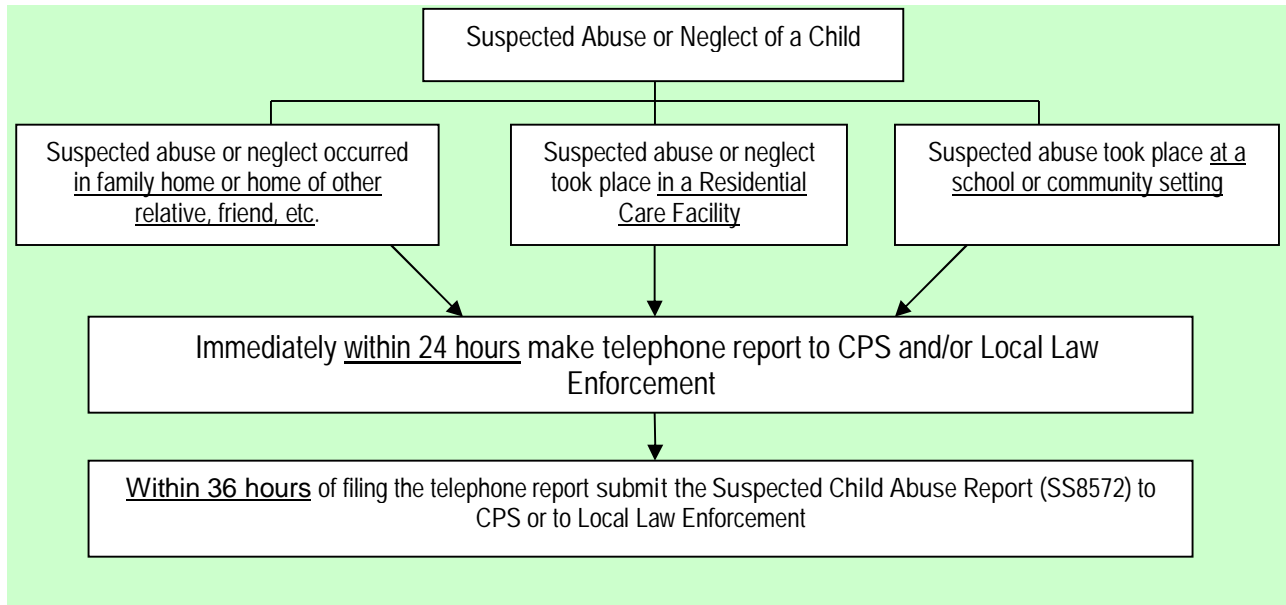 Suspected Abuse or Neglect of a Child
Suspected abuse or neglect occurred
in family home or home of other
relative, friend, etc.
Suspected abuse or neglect
took place in a Residential
Care Facility
Suspected abuse took place at a
school or community setting
Immediately within 24 hours make telephone report to CPS and/or Local Law
Enforcement
Within 36 hours of filing the telephone report submit the Suspected Child Abuse Report (SS8572) to
CPS or to Local Law Enforcement